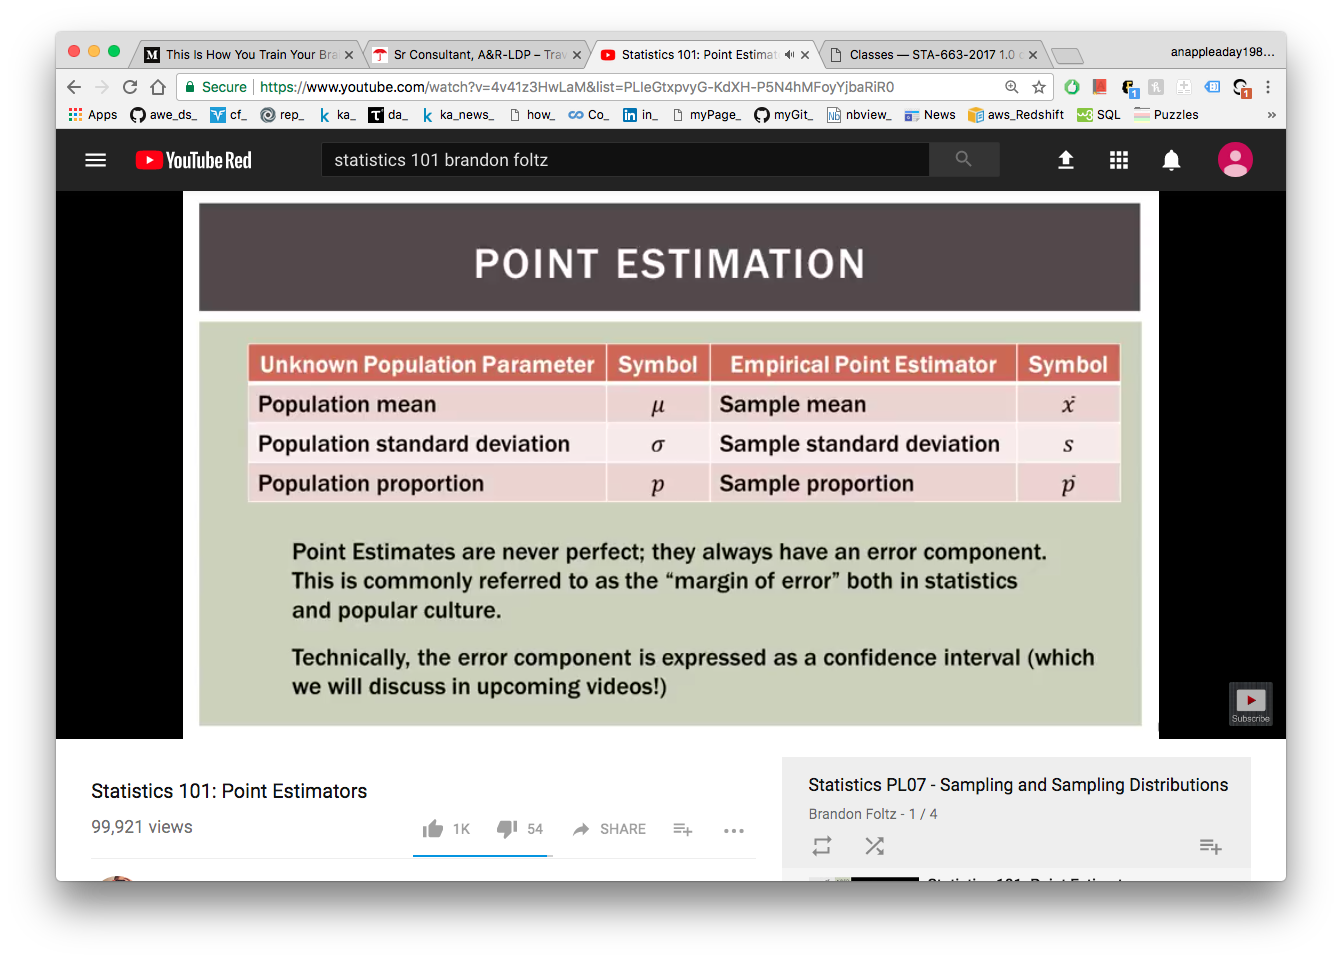 This Is How You Train Your Bra
Sr Consultant, A&R-LDP – Trav
Statistics 101: Point Estimat
Classes — STA-663-2017 1.0
anappleaday198...
Secure
https://www.youtube.com/watch?v=4v41z3HwLaM&list=PLIeGtxpvyG-KdXH-P5N4hMFoyYjbaRiR0
Apps awe_ds_ cf_ rep_ ka_ da_ ka_news_ how_ Co_ in_ myPage_ myGit_ nbview_ News aws_Redshift SQL Puzzles »
YouTube Red
statistics 101 brandon foltz
POINT ESTIMATION
Unknown Population Parameter Symbol Empirical Point Estimator Symbol
Population mean μ Sample mean x̄
Population standard deviation σ Sample standard deviation s
Population proportion p Sample proportion p̄
Point Estimates are never perfect; they always have an error component.
This is commonly referred to as the “margin of error” both in statistics
and popular culture.
Technically, the error component is expressed as a confidence interval (which
we will discuss in upcoming videos!)
Subscribe
Statistics 101: Point Estimators
99,921 views
1K 54 SHARE
Statistics PL07 - Sampling and Sampling Distributions
Brandon Foltz - 1 / 4